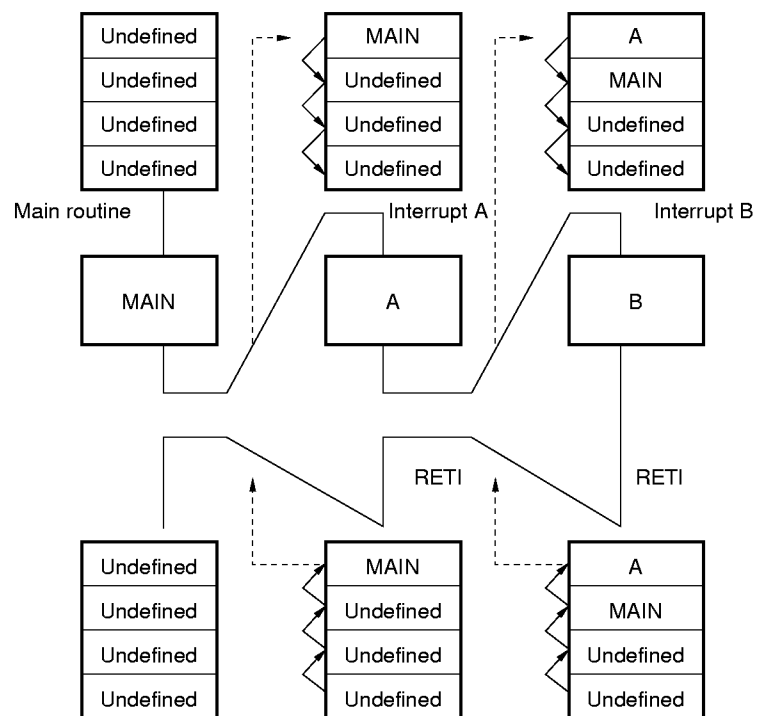 Undefined MAIN A
Undefined Undefined MAIN
Undefined Undefined Undefined
Undefined Undefined Undefined
Main routine Interrupt A Interrupt B
MAIN A B
RETI RETI
Undefined MAIN A
Undefined Undefined MAIN
Undefined Undefined Undefined
Undefined Undefined Undefined